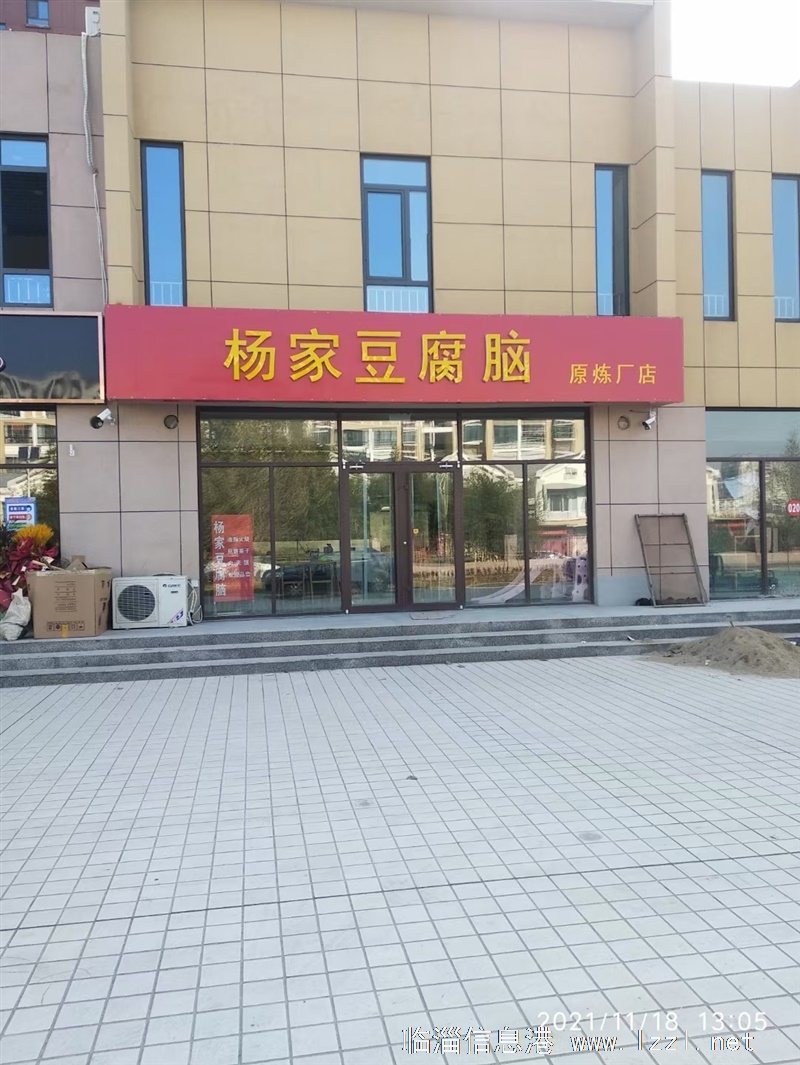 杨家豆腐脑 原炼厂店
杨家豆腐脑
020
2021/11/18 13:05
临淄信息港 www.lzzl.net